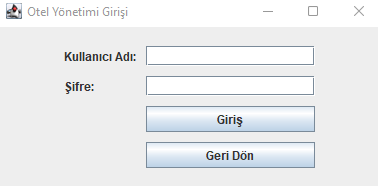 Otel Yönetimi Girişi
Kullanıcı Adı:
Şifre:
Giriş
Geri Dön